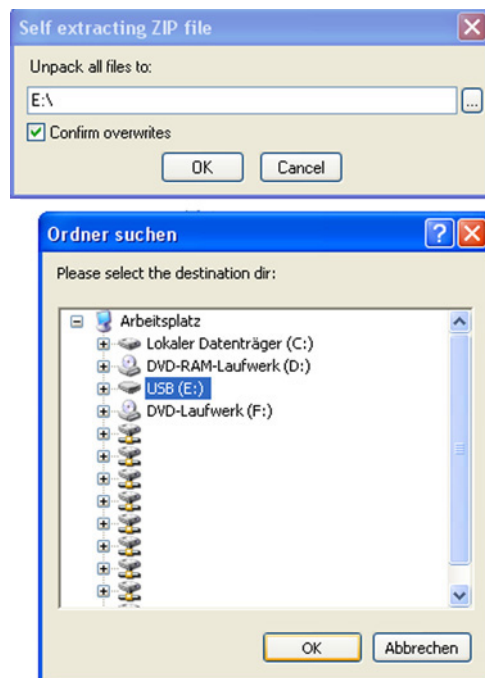 Self extracting ZIP file
Unpack all files to:
E:\
...
Confirm overwrites
OK Cancel
Ordner suchen
?
Please select the destination dir:
Arbeitsplatz
Lokaler Datenträger (C:)
DVD-RAM-Laufwerk (D:)
USB (E:)
DVD-Laufwerk (F:)
OK Abbrechen